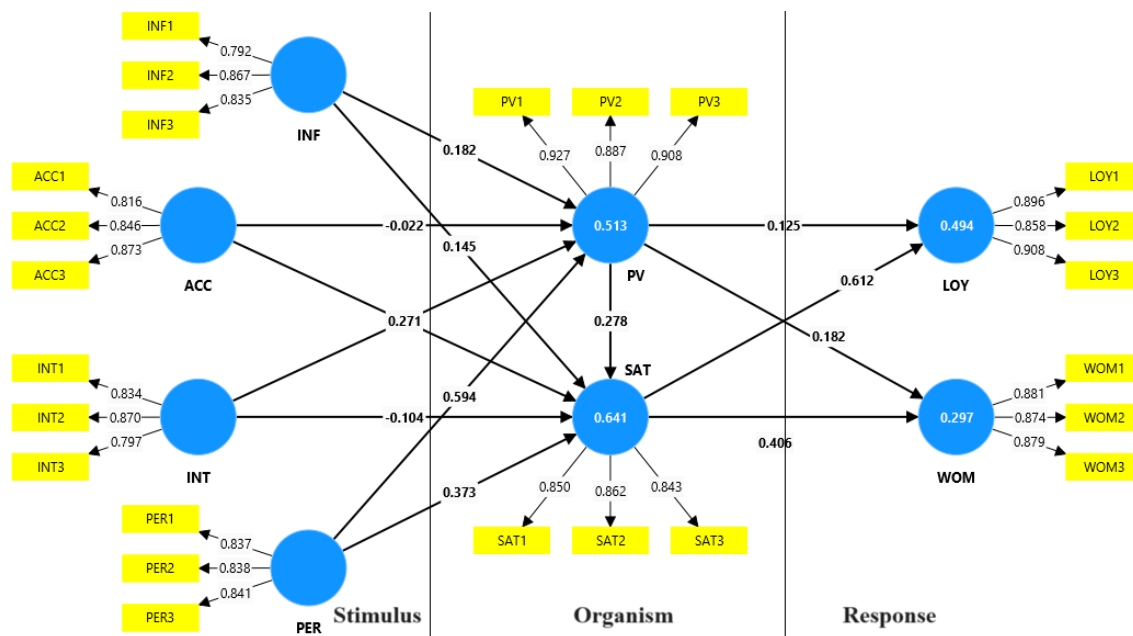 INF1
0.792
INF2
0.867
INF3
0.835
INF
ACC1
0.816
ACC2
0.846
ACC3
0.873
ACC
INT1
0.834
INT2
0.870
INT3
0.797
INT
PER1
0.837
PER2
0.838
PER3
0.841
PER
0.182
-0.022
0.145
0.271
0.594
-0.104
0.373
PV1
PV2
PV3
0.927
0.887
0.908
0.513
PV
0.278
SAT
0.641
0.850
0.862
0.843
SAT1
SAT2
SAT3
0.125
0.612
0.182
0.406
0.494
LOY
0.896
LOY1
0.858
LOY2
0.908
LOY3
0.297
WOM
0.881
WOM1
0.874
WOM2
0.879
WOM3
Stimulus
Organism
Response